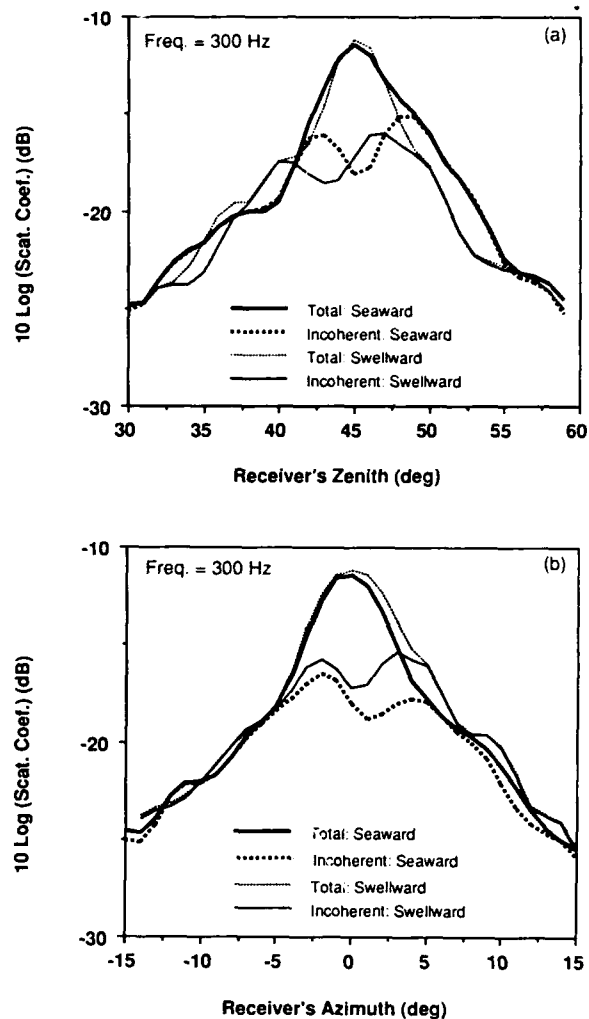 -10
Freq. = 300 Hz
(a)
10 Log (Scat. Coef.) (dB)
-20
Total: Seaward
Incoherent: Seaward
Total: Swellward
Incoherent: Swellward
-30
30 35 40 45 50 55 60
Receiver's Zenith (deg)
-10
Freq. = 300 Hz
(b)
10 Log (Scat. Coef.) (dB)
-20
Total: Seaward
Incoherent: Seaward
Total: Swellward
Incoherent: Swellward
-30
-15 -10 -5 0 5 10 15
Receiver's Azimuth (deg)